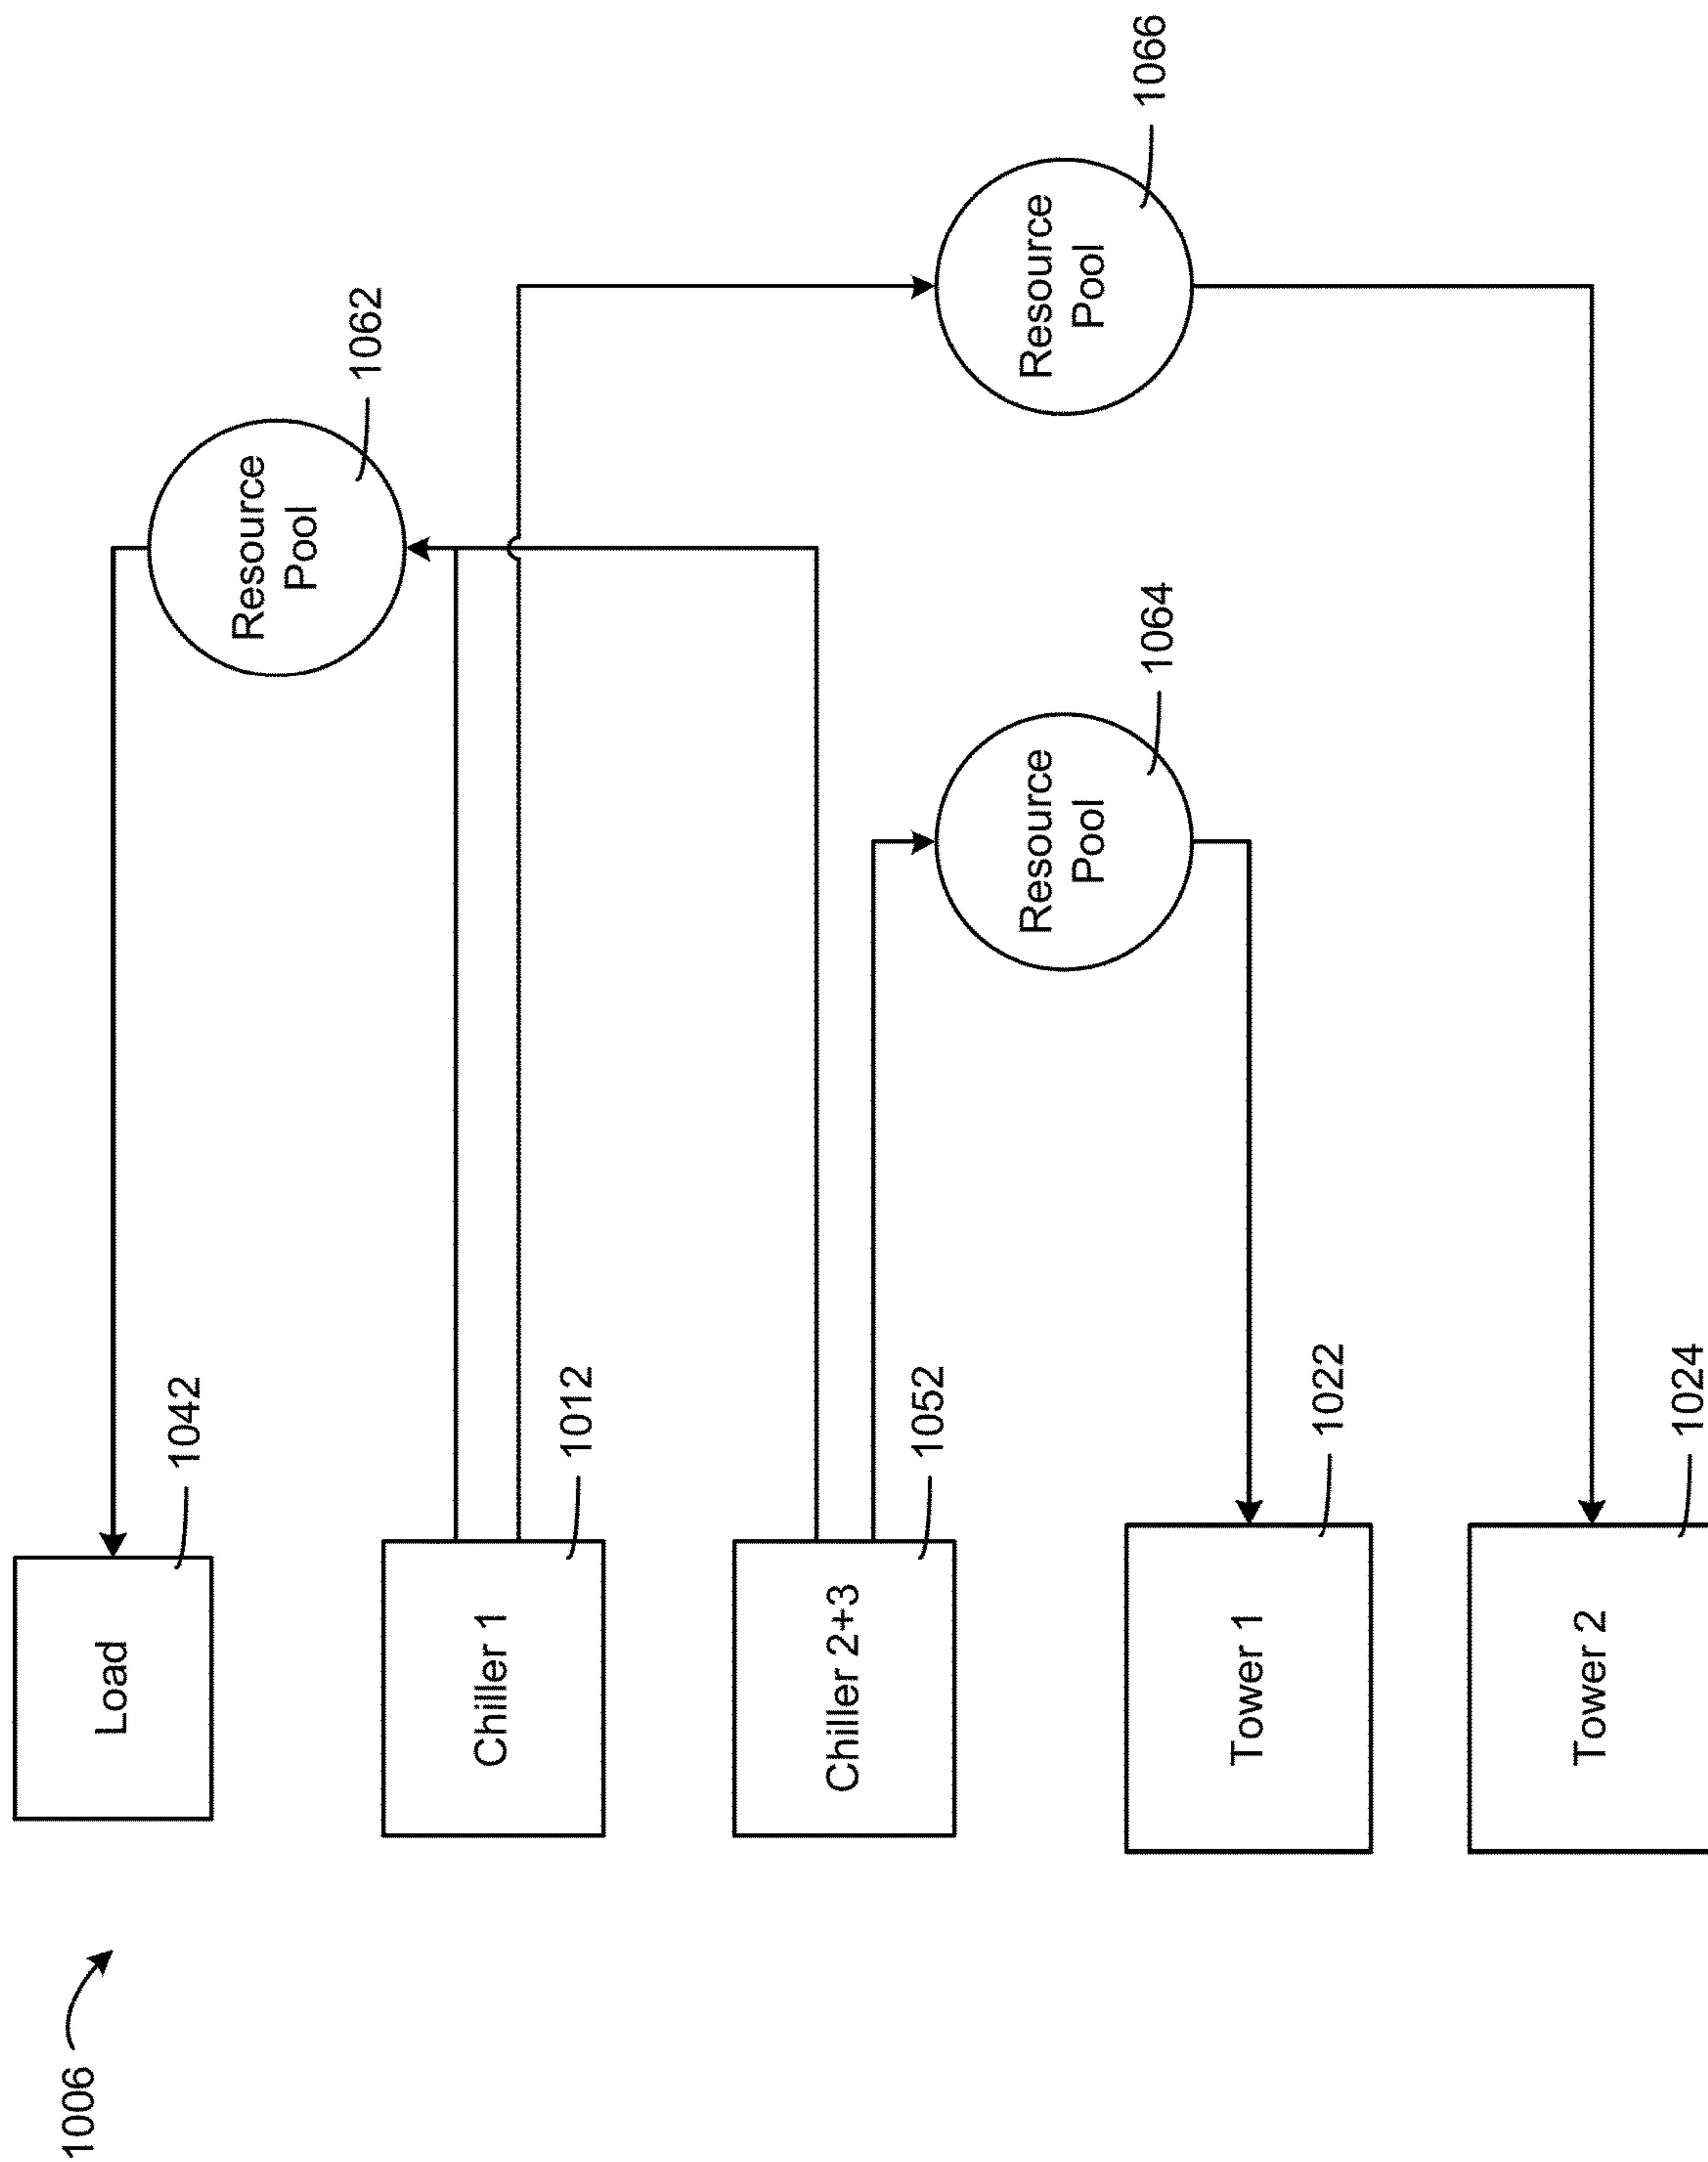 1006
Load
1042
Resource
Pool
1062
Chiller 1
1012
Chiller 2+3
1052
Resource
Pool
1064
Resource
Pool
1066
Tower 1
1022
Tower 2
1024